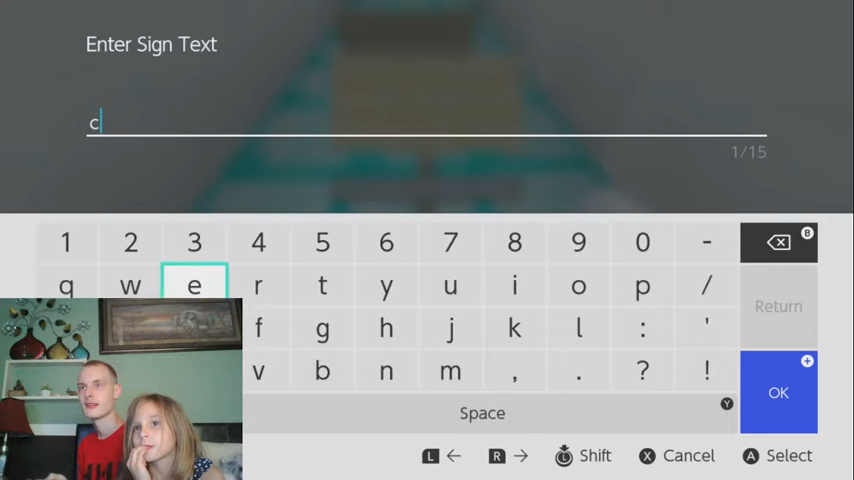 Enter Sign Text
c
1/15
1 2 3 4 5 6 7 8 9 0 - B
q w e r t y u i o p / Return
f g h j k l : '
v b n m , . ? ! + OK
Space Y
L ← R → L Shift X Cancel A Select